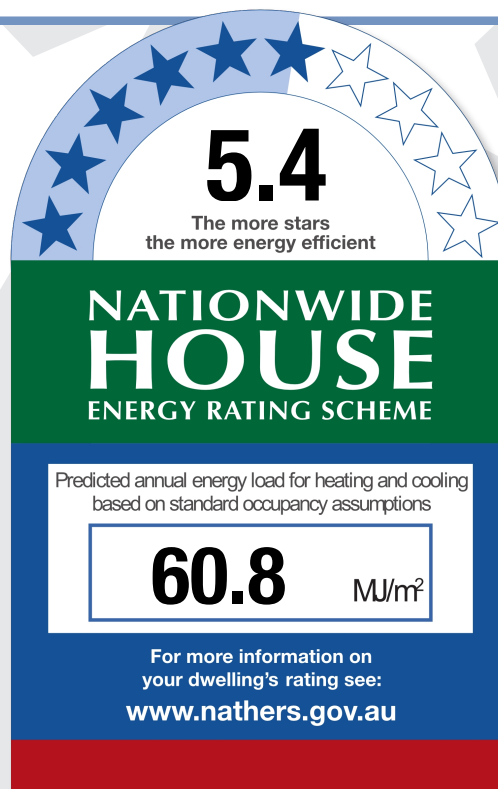 5.4
The more stars
the more energy efficient
NATIONWIDE
HOUSE
ENERGY RATING SCHEME
Predicted annual energy load for heating and cooling
based on standard occupancy assumptions
60.8 MJ/m²
For more information on
your dwelling's rating see:
www.nathers.gov.au